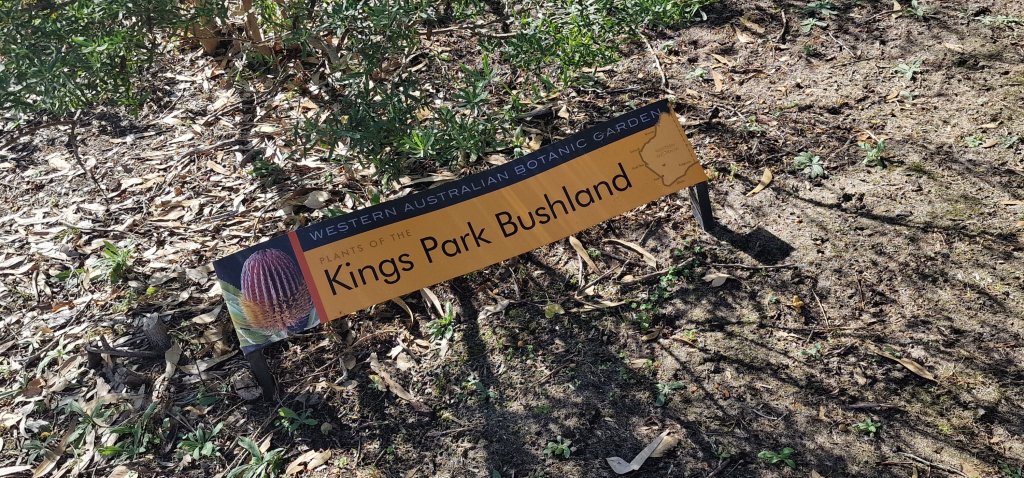 WESTERN AUSTRALIAN BOTANIC GARDEN
PLANTS OF THE
Kings Park Bushland